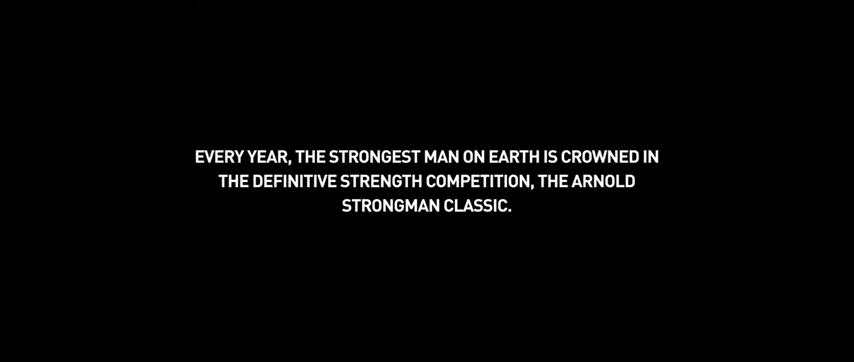 EVERY YEAR, THE STRONGEST MAN ON EARTH IS CROWNED IN
THE DEFINITIVE STRENGTH COMPETITION, THE ARNOLD
STRONGMAN CLASSIC.